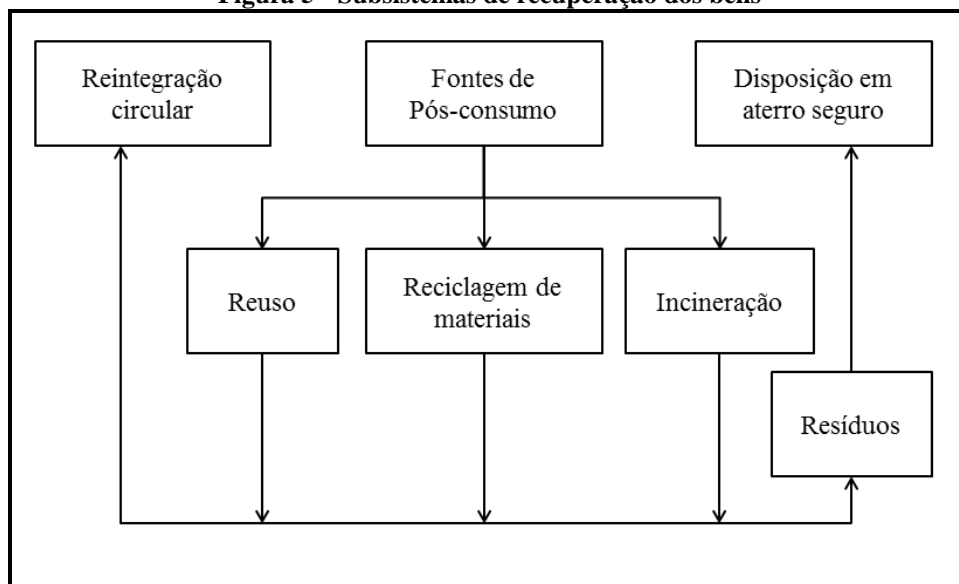 Figura 3 - Subsistemas de recuperação dos bens
Reintegração
circular
Fontes de
Pós-consumo
Disposição em
aterro seguro
Reuso
Reciclagem de
materiais
Incineração
Resíduos